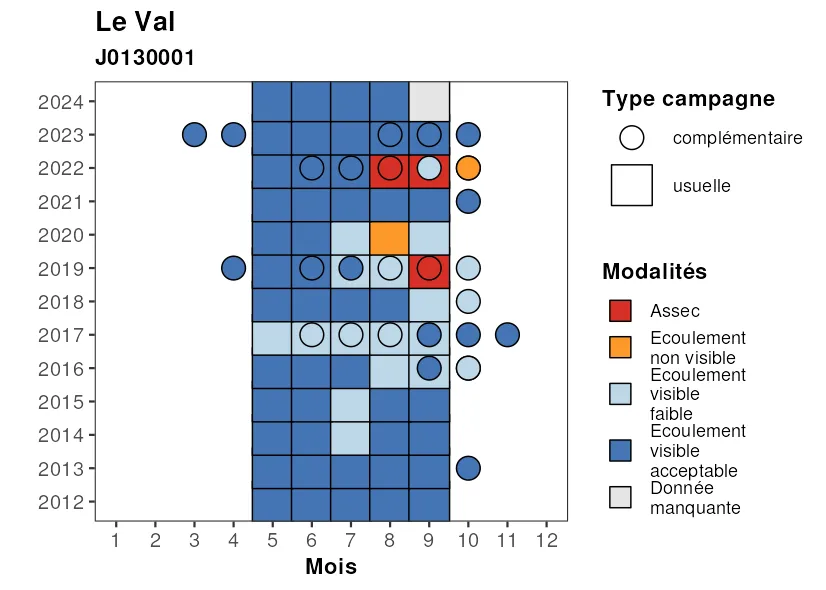 Le Val
J0130001
2024
2023
2022
2021
2020
2019
2018
2017
2016
2015
2014
2013
2012
1 2 3 4 5 6 7 8 9 10 11 12
Mois
Type campagne
complémentaire
usuelle
Modalités
Assec
Ecoulement
non visible
Ecoulement
visible
faible
Ecoulement
visible
acceptable
Donnée
manquante